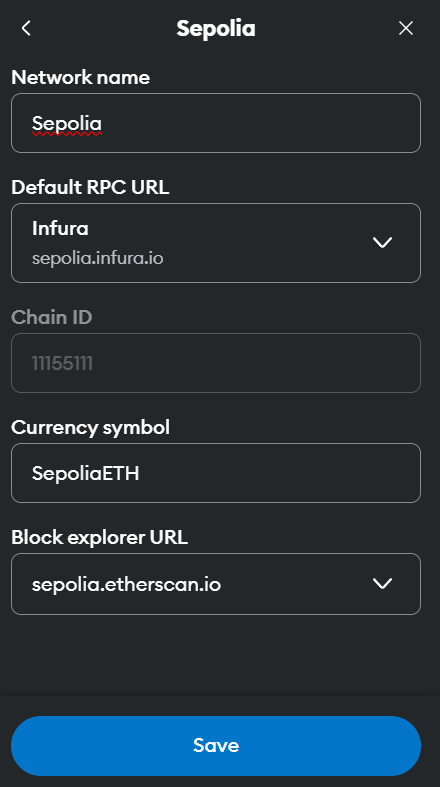 Sepolia
Network name
Sepolia
Default RPC URL
Infura
sepolia.infura.io
Chain ID
11155111
Currency symbol
SepoliaETH
Block explorer URL
sepolia.etherscan.io
Save